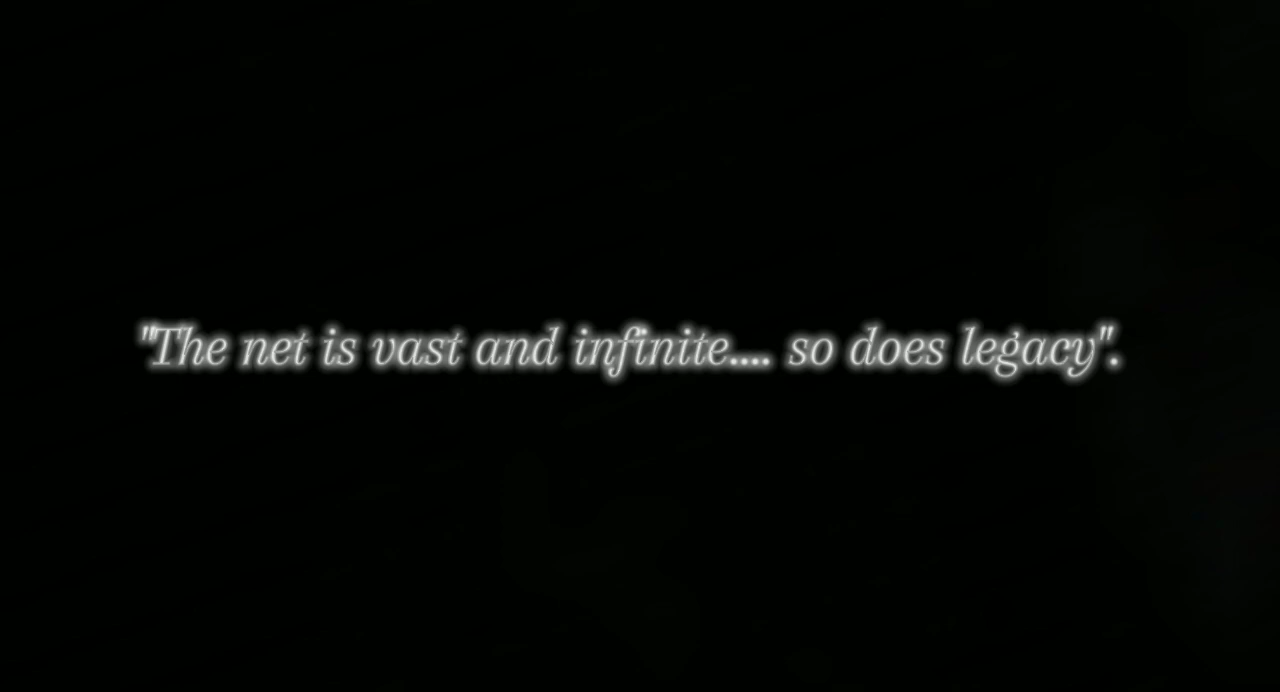 "The net is vast and infinite.... so does legacy".